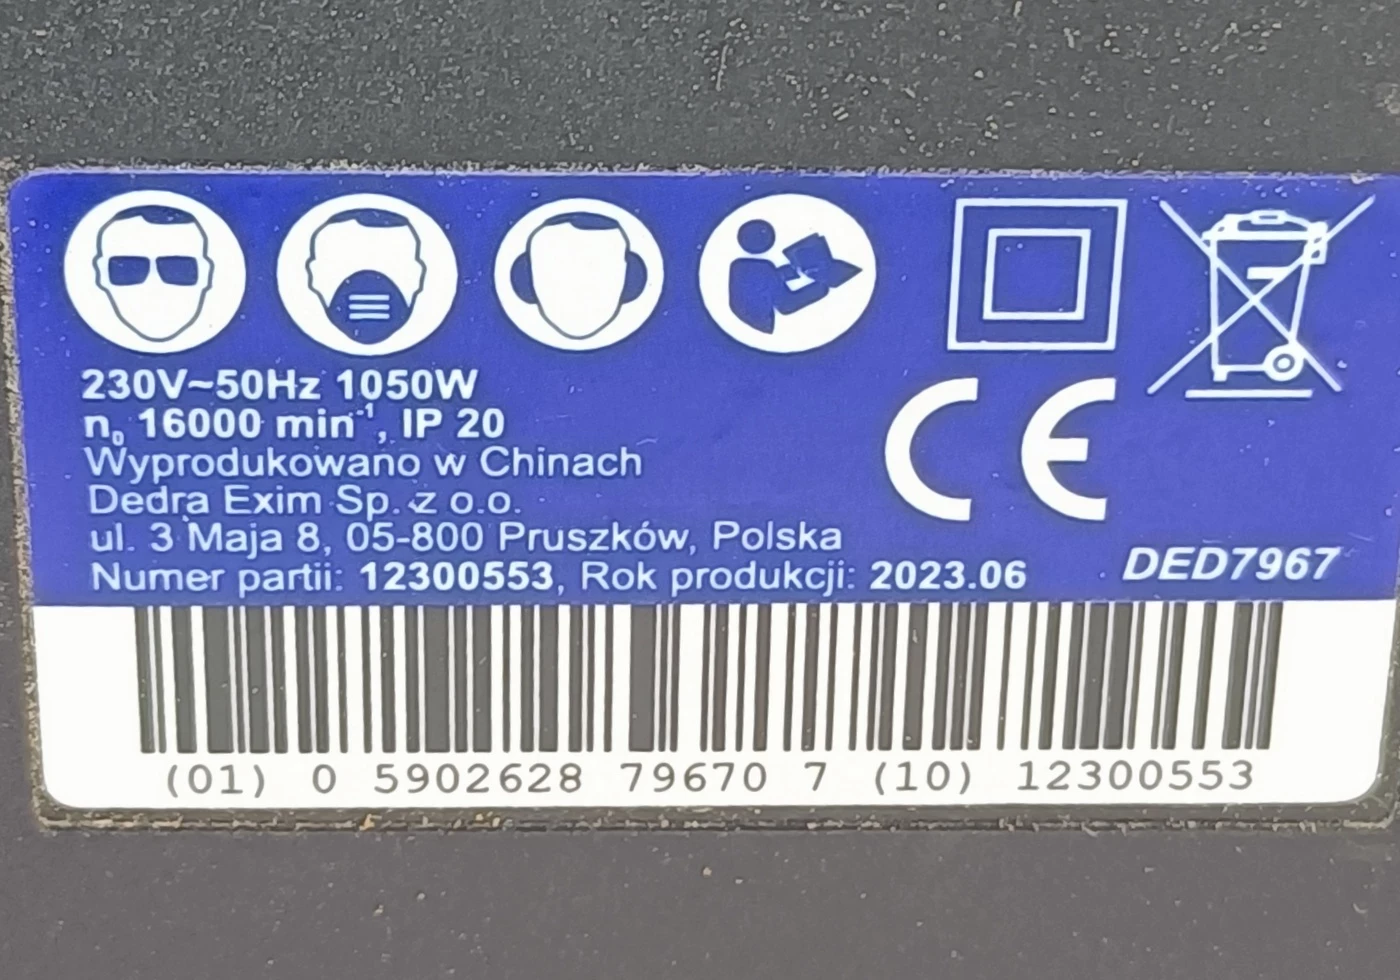 230V~50Hz 1050W
n₀ 16000 min⁻¹, IP 20
Wyprodukowano w Chinach
Dedra Exim Sp. z o.o.
ul. 3 Maja 8, 05-800 Pruszków, Polska
Numer partii: 12300553, Rok produkcji: 2023.06
CE
DED7967
(01) 0 5902628 79670 7 (10) 12300553